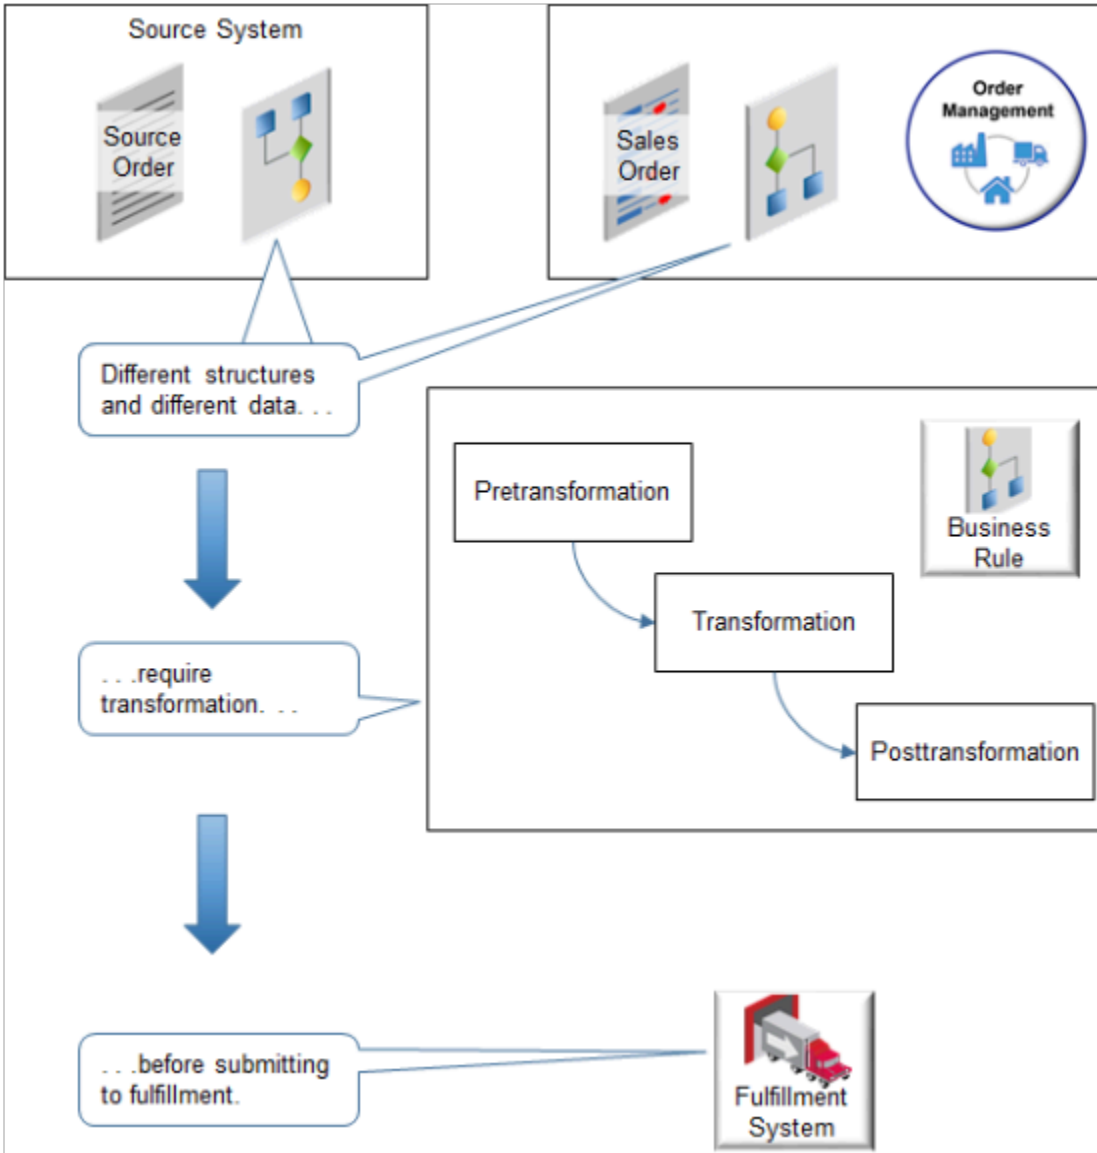 Source System
Source
Order
Sales
Order
Order
Management
Different structures
and different data. . .
Pretransformation
Business
Rule
Transformation
. . .require
transformation. . .
Posttransformation
. . .before submitting
to fulfillment.
Fulfillment
System